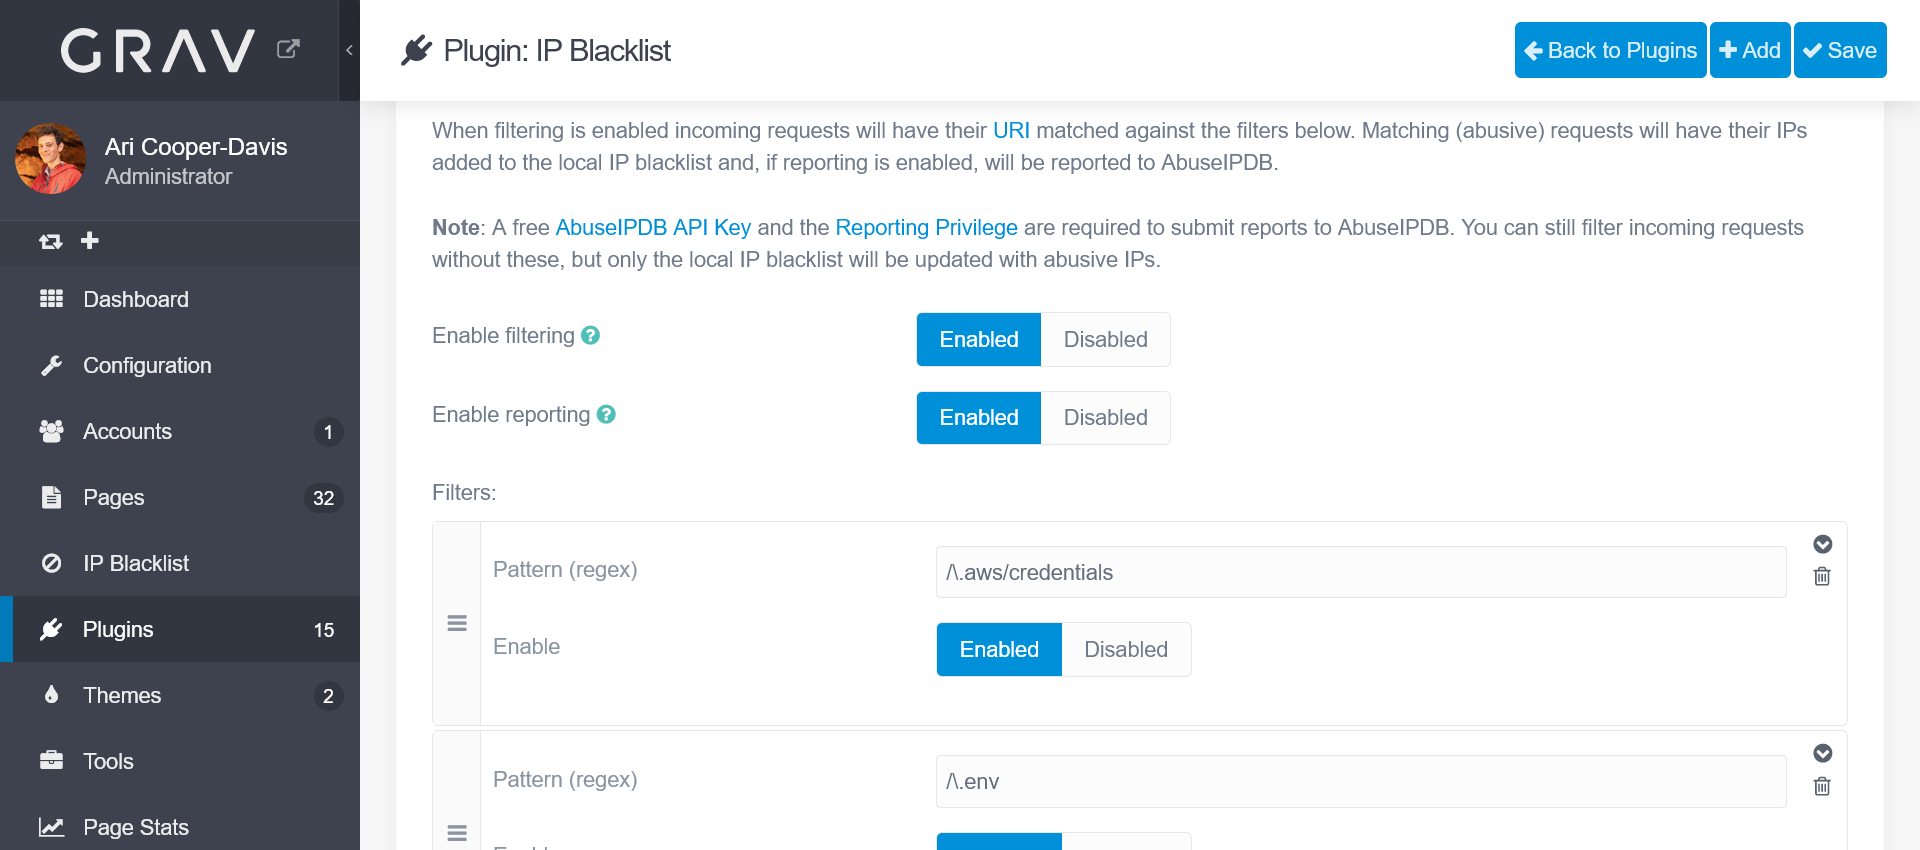 GRAV
Plugin: IP Blacklist
Back to Plugins
Add
Save
Ari Cooper-Davis
Administrator
Dashboard
Configuration
Accounts 1
Pages 32
IP Blacklist
Plugins 15
Themes 2
Tools
Page Stats
When filtering is enabled incoming requests will have their URI matched against the filters below. Matching (abusive) requests will have their IPs
added to the local IP blacklist and, if reporting is enabled, will be reported to AbuseIPDB.
Note: A free AbuseIPDB API Key and the Reporting Privilege are required to submit reports to AbuseIPDB. You can still filter incoming requests
without these, but only the local IP blacklist will be updated with abusive IPs.
Enable filtering ? Enabled Disabled
Enable reporting ? Enabled Disabled
Filters:
Pattern (regex) /\.aws/credentials
Enable Enabled Disabled
Pattern (regex) /\.env